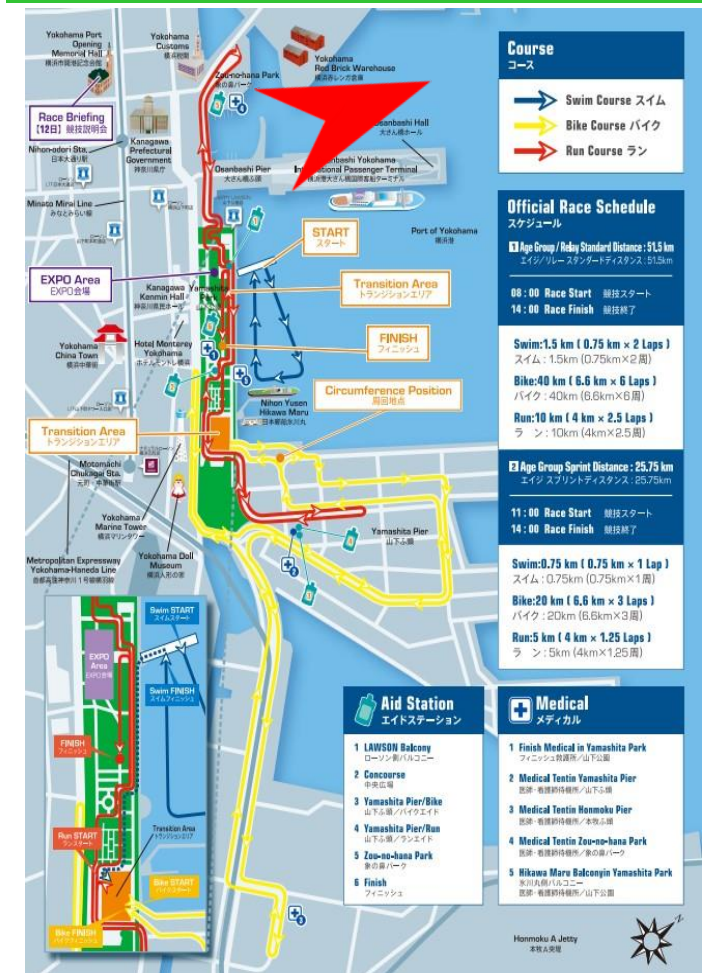 Yokohama Port
Opening
Memorial Hall
横浜市開港記念会館
Yokohama
Customs
横浜税関
Yokohama
Red Brick Warehouse
横浜赤レンガ倉庫
Zou-no-hana Park
象の鼻パーク
Race Briefing
【12日】競技説明会
Nihon-odori Sta.
日本大通り駅
Kanagawa
Prefectural
Government
神奈川県庁
Osanbashi Pier
大さん橋ふ頭
Osanbashi Hall
大さん橋ホール
Osanbashi Yokohama
International Passenger Terminal
Minato Mirai Line
みなとみらい線
START
スタート
Port of Yokohama
横浜港
EXPO Area
EXPO会場
Kanagawa
Kenmin Hall
神奈川県民ホール
Yamashita
Park
Transition Area
トランジションエリア
Yokohama
China Town
横浜中華街
Hotel Monterey
Yokohama
ホテルモントレ横浜
FINISH
フィニッシュ
Nihon Yusen
Hikawa Maru
日本郵船氷川丸
Circumference Position
周回地点
Transition Area
トランジションエリア
Motomachi
Chukagai Sta.
元町・中華街駅
Yokohama
Marine Tower
横浜マリンタワー
Yokohama Doll
Museum
横浜人形の家
Yamashita Pier
山下ふ頭
Metropolitan Expressway
Yokohama-Haneda Line
首都高速神奈川1号横羽線
Swim START
スイムスタート
EXPO
Area
EXPO会場
Swim FINISH
スイムフィニッシュ
FINISH
フィニッシュ
Run START
ランスタート
Transition Area
トランジションエリア
Bike START
バイクスタート
Bike FINISH
バイクフィニッシュ
Course
コース
Swim Course スイム
Bike Course バイク
Run Course ラン
Official Race Schedule
スケジュール
1 Age Group / Relay Standard Distance : 51,5 km
エイジ/リレー スタンダードディスタンス : 51.5km
08 : 00 Race Start 競技スタート
14 : 00 Race Finish 競技終了
Swim:1.5 km ( 0.75 km × 2 Laps )
スイム : 1.5km (0.75km×2周)
Bike:40 km ( 6.6 km × 6 Laps )
バイク : 40km (6.6km×6周)
Run:10 km ( 4 km × 2.5 Laps )
ラ ン : 10km (4km×2.5周)
2 Age Group Sprint Distance : 25.75 km
エイジ スプリントディスタンス : 25.75km
11 : 00 Race Start 競技スタート
14 : 00 Race Finish 競技終了
Swim:0.75 km ( 0.75 km × 1 Lap )
スイム : 0.75km (0.75km×1周)
Bike:20 km ( 6.6 km × 3 Laps )
バイク : 20km (6.6km×3周)
Run:5 km ( 4 km × 1.25 Laps )
ラ ン : 5km (4km×1.25周)
Aid Station
エイドステーション
1 LAWSON Balcony
ローソン側バルコニー
2 Concourse
中央広場
3 Yamashita Pier/Bike
山下ふ頭/バイクエイド
4 Yamashita Pier/Run
山下ふ頭/ランエイド
5 Zou-no-hana Park
象の鼻パーク
6 Finish
フィニッシュ
Medical
メディカル
1 Finish Medical in Yamashita Park
フィニッシュ救護所/山下公園
2 Medical Tentin Yamashita Pier
医師・看護師待機所/山下ふ頭
3 Medical Tentin Honmoku Pier
医師・看護師待機所/本牧ふ頭
4 Medical Tentin Zou-no-hana Park
医師・看護師待機所/象の鼻パーク
5 Hikawa Maru Balconyin Yamashita Park
氷川丸側バルコニー
医師・看護師待機所/山下公園
Honmoku A Jetty
本牧A突堤